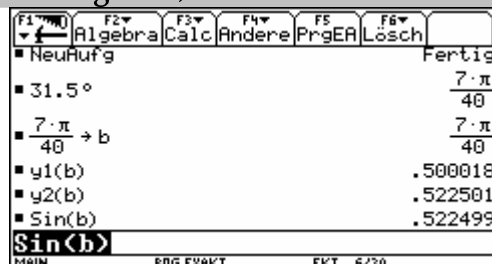 F1 F2 F3 F4 F5 F6
Algebra Calc Andere PrgEA Lösch
▪ NeuAufg Fertig
▪ 31.5° 7·π/40
▪ 7·π/40 → b 7·π/40
▪ y1(b) .500018
▪ y2(b) .522501
▪ Sin(b) .522499
Sin(b)
MAIN BOG EXAKT FKT 6/30